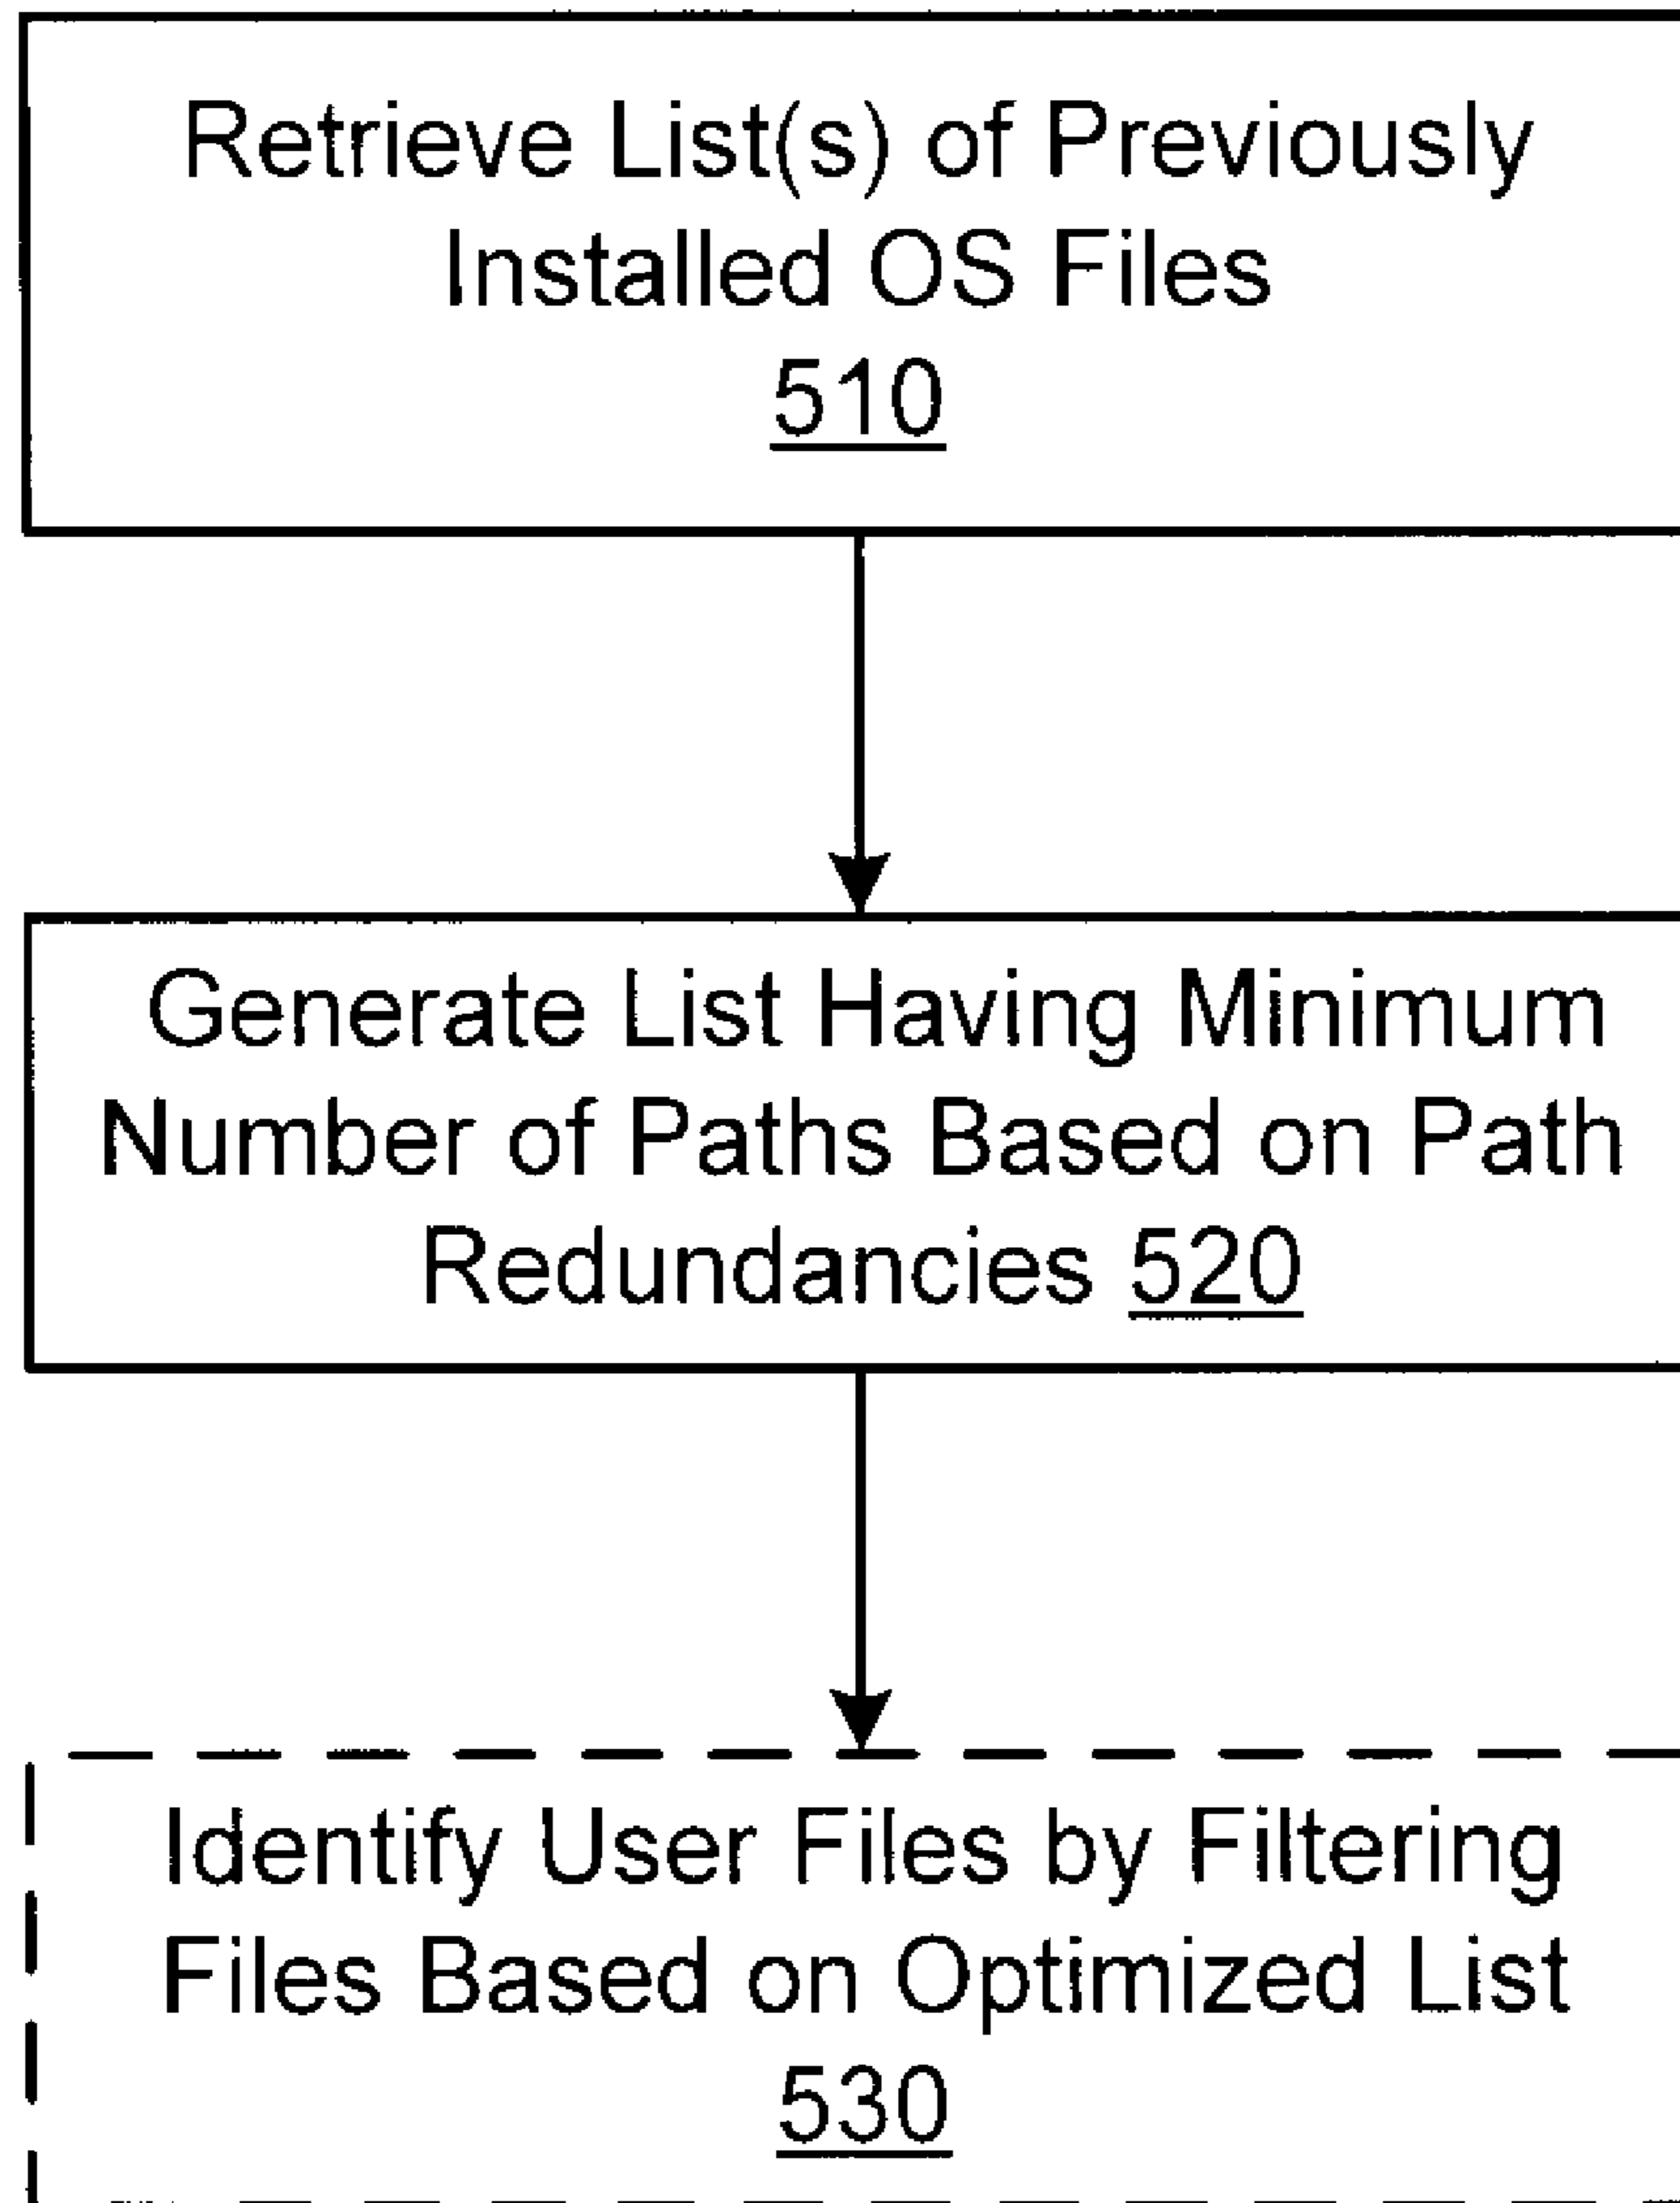 Retrieve List(s) of Previously
Installed OS Files
510
Generate List Having Minimum
Number of Paths Based on Path
Redundancies 520
Identify User Files by Filtering
Files Based on Optimized List
530